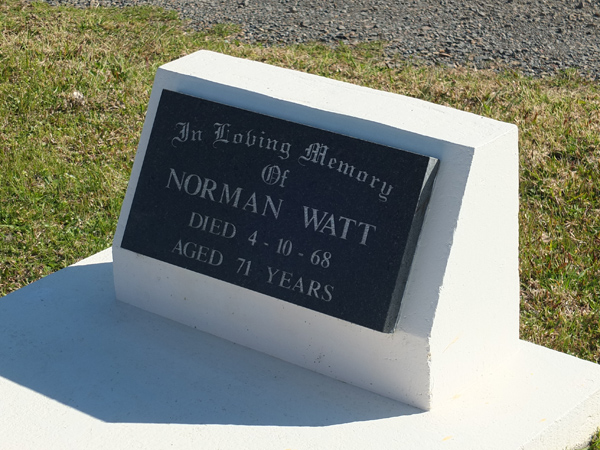 In Loving Memory
Of
NORMAN WATT
DIED 4-10-68
AGED 71 YEARS